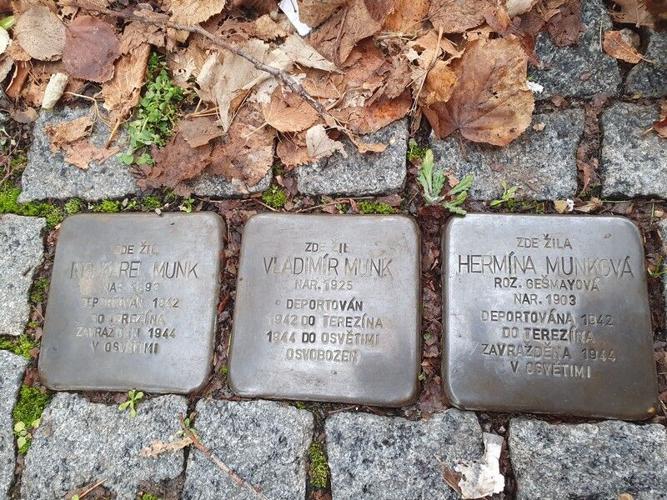 ZDE ŽIL
KAREL MUNK
DEPORTOVÁN 1942
DO TEREZÍNA
ZAVRAŽDĚN 1944
V OSVĚTIMI
ZDE ŽIL
VLADIMÍR MUNK
NAR. 1925
DEPORTOVÁN
1942 DO TEREZÍNA
1944 DO OSVĚTIMI
OSVOBOZEN
ZDE ŽILA
HERMÍNA MUNKOVÁ
ROZ. GEŠMAYOVÁ
NAR. 1903
DEPORTOVÁNA 1942
DO TEREZÍNA
ZAVRAŽDĚNA 1944
V OSVĚTIMI